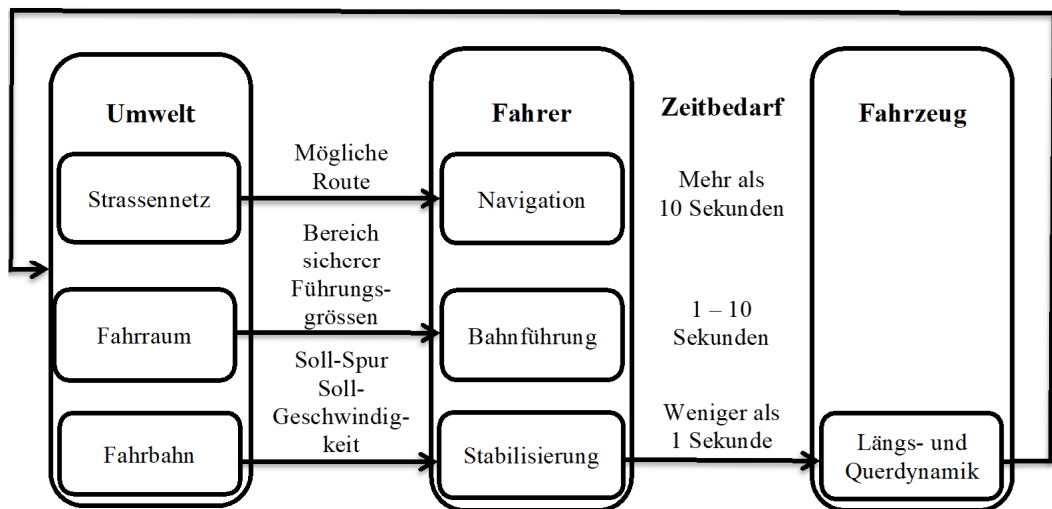 Umwelt
Fahrer
Zeitbedarf
Fahrzeug
Strassennetz
Mögliche
Route
Navigation
Mehr als
10 Sekunden
Fahrraum
Bereich
sicherer
Führungs-
grössen
Bahnführung
1 – 10
Sekunden
Fahrbahn
Soll-Spur
Soll-
Geschwindig-
keit
Stabilisierung
Weniger als
1 Sekunde
Längs- und
Querdynamik